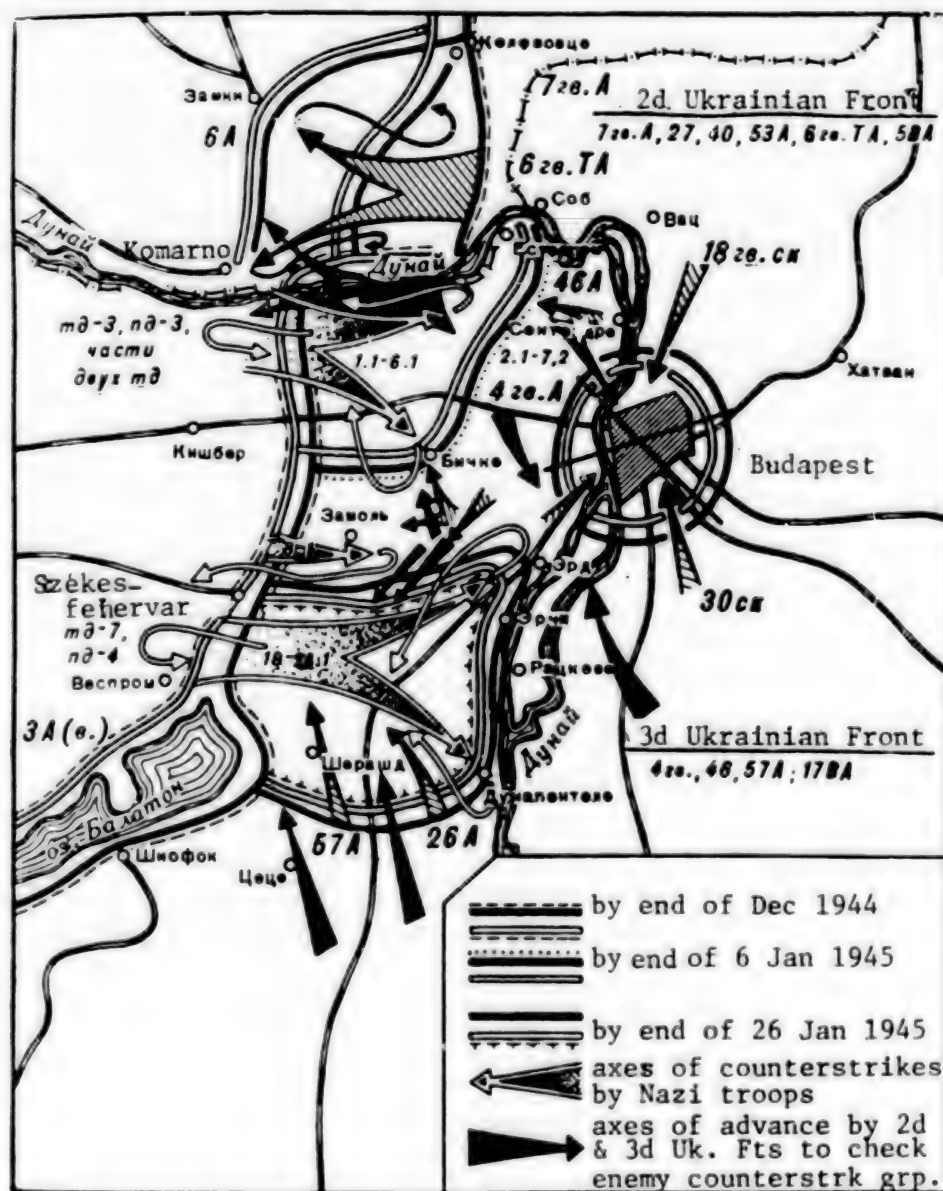 Келевовце
Замки
7гв.А
2d Ukrainian Front
7гв.А, 27, 40, 53А, 6гв.ТА, 5ВА
6А
6гв.ТА
Соб
Вац
Дунай
Komarno
Дунай
18гв.ск
46А
тд-3, пд-3,
части
двух тд
1.1-6.1
2.1-7,2
Хатван
4гв.А
Кишбер
Бичке
Budapest
Замоль
Эрд
Székes-
fehervar
30ск
тд-7,
пд-4
Эрчи
Веспром
Рацкеве
Дунай
3А(в.)
3d Ukrainian Front
4гв., 46, 57А; 17ВА
Шерашд
оз. Балатон
57А
26А
Шиофок
Цеце
by end of Dec 1944
by end of 6 Jan 1945
by end of 26 Jan 1945
axes of counterstrikes
by Nazi troops
axes of advance by 2d
& 3d Uk. Fts to check
enemy counterstrk grp.